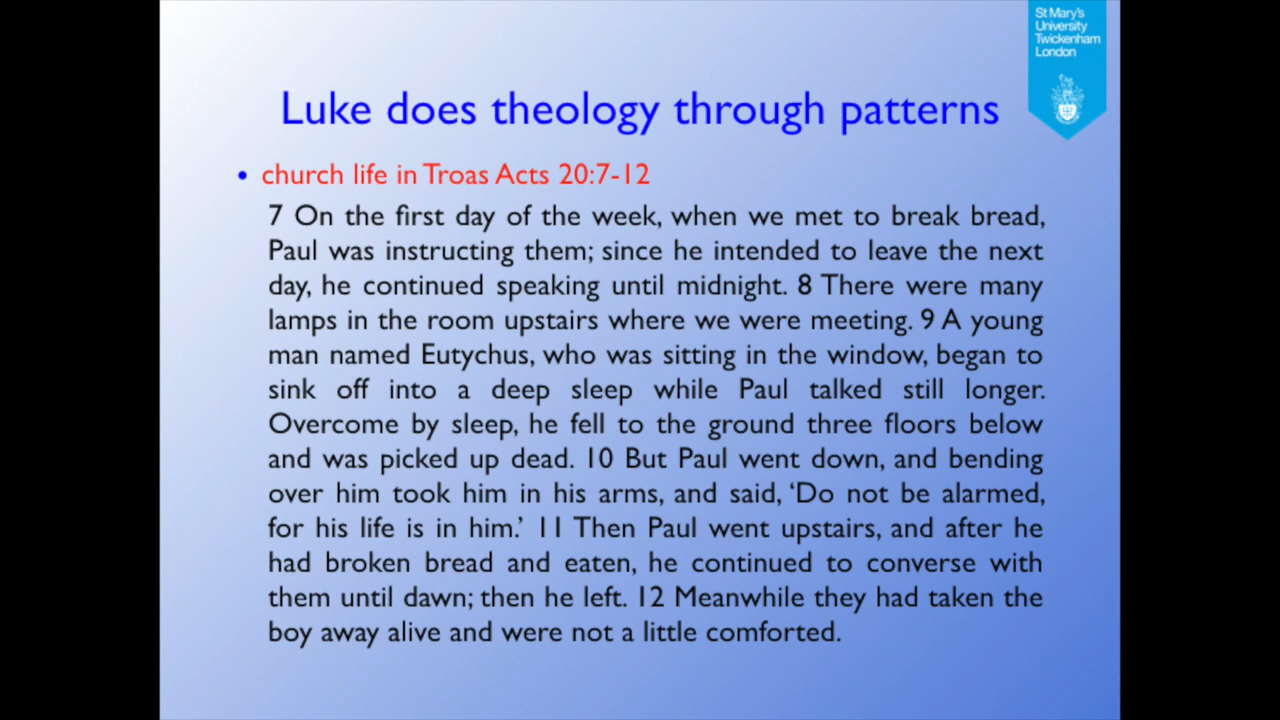 St Mary's
University
Twickenham
London
Luke does theology through patterns
• church life in Troas Acts 20:7-12
7 On the first day of the week, when we met to break bread,
Paul was instructing them; since he intended to leave the next
day, he continued speaking until midnight. 8 There were many
lamps in the room upstairs where we were meeting. 9 A young
man named Eutychus, who was sitting in the window, began to
sink off into a deep sleep while Paul talked still longer.
Overcome by sleep, he fell to the ground three floors below
and was picked up dead. 10 But Paul went down, and bending
over him took him in his arms, and said, ‘Do not be alarmed,
for his life is in him.’ 11 Then Paul went upstairs, and after he
had broken bread and eaten, he continued to converse with
them until dawn; then he left. 12 Meanwhile they had taken the
boy away alive and were not a little comforted.